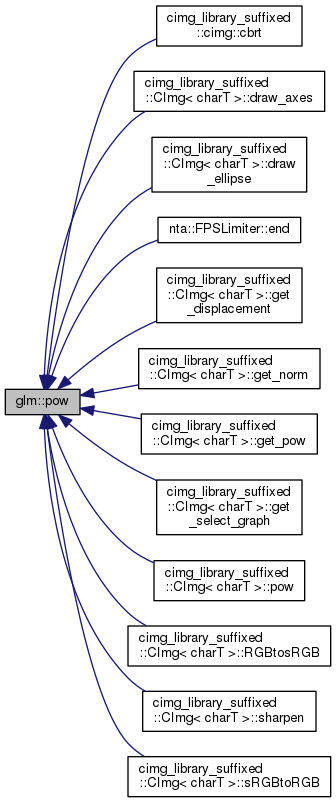 cimg_library_suffixed
::cimg::cbrt
cimg_library_suffixed
::CImg< charT >::draw_axes
cimg_library_suffixed
::CImg< charT >::draw
_ellipse
nta::FPSLimiter::end
cimg_library_suffixed
::CImg< charT >::get
_displacement
cimg_library_suffixed
::CImg< charT >::get_norm
glm::pow
cimg_library_suffixed
::CImg< charT >::get_pow
cimg_library_suffixed
::CImg< charT >::get
_select_graph
cimg_library_suffixed
::CImg< charT >::pow
cimg_library_suffixed
::CImg< charT >::RGBtosRGB
cimg_library_suffixed
::CImg< charT >::sharpen
cimg_library_suffixed
::CImg< charT >::sRGBtoRGB